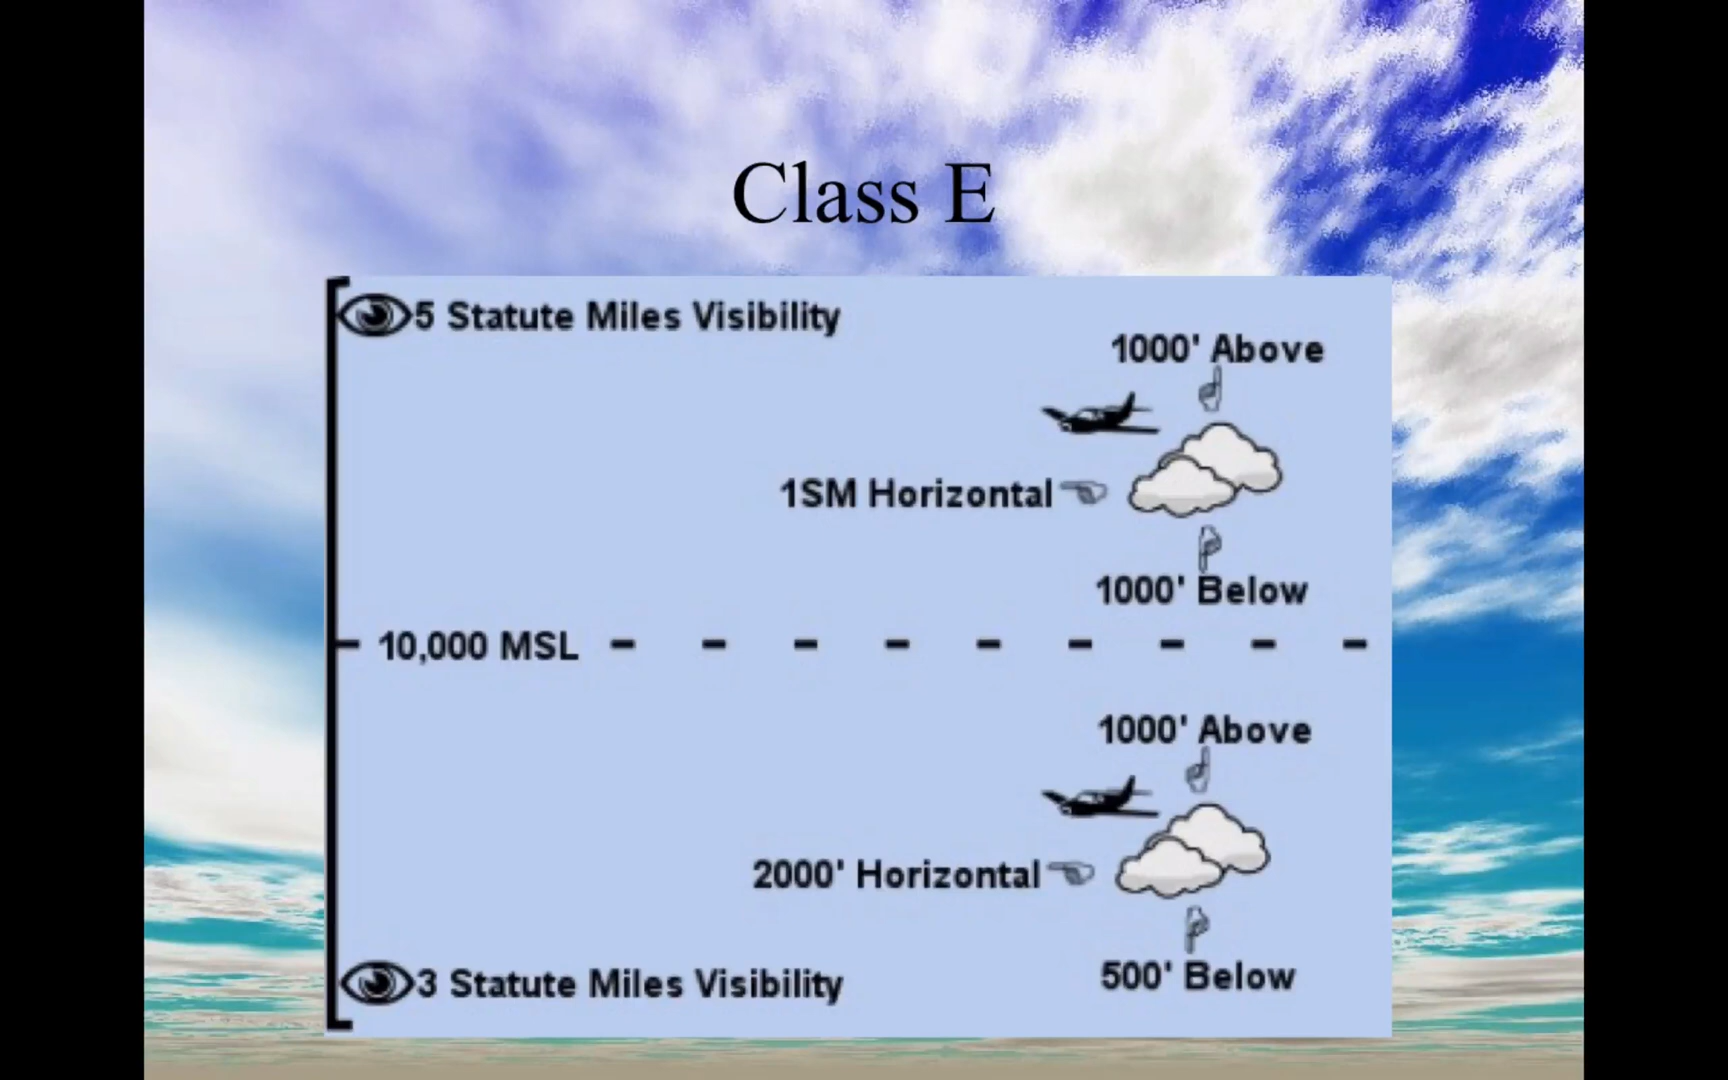 Class E
5 Statute Miles Visibility
1000' Above
1SM Horizontal
1000' Below
10,000 MSL
1000' Above
2000' Horizontal
500' Below
3 Statute Miles Visibility